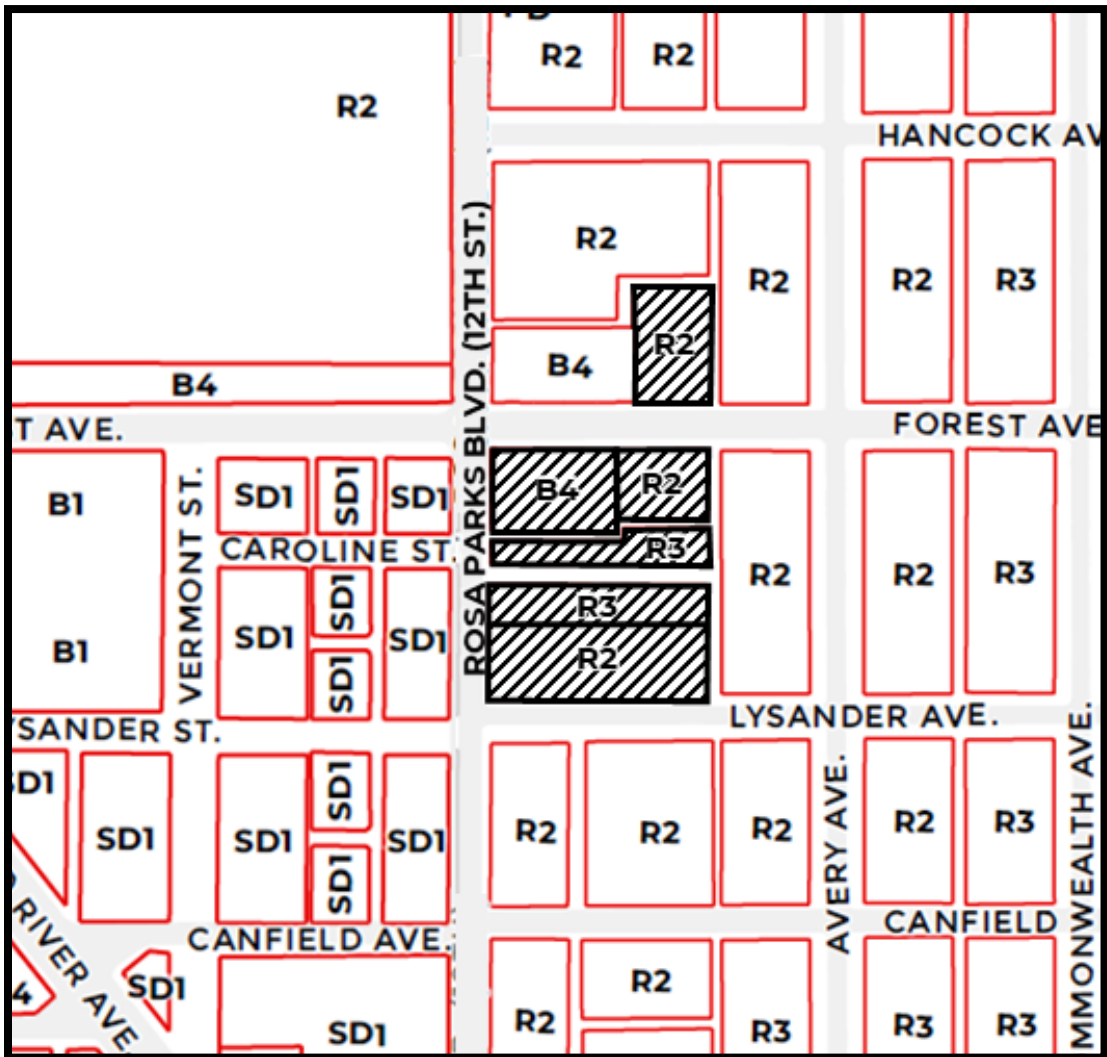 R2
R2
R2
HANCOCK AV
R2
R2
R2
R2
R3
R2
B4
B4
ROSA PARKS BLVD. (12TH ST.)
T AVE.
FOREST AVE
B1
VERMONT ST.
SD1
SD1
SD1
B4
R2
CAROLINE ST.
R3
SD1
SD1
SD1
SD1
R3
R2
R2
R2
R3
B1
YSANDER ST.
LYSANDER AVE.
SD1
SD1
SD1
SD1
SD1
SD1
R2
R2
R2
AVERY AVE.
R2
R3
MMONWEALTH AVE.
RIVER AVE.
CANFIELD AVE.
CANFIELD
4
SD1
SD1
R2
R2
R3
R3
R3